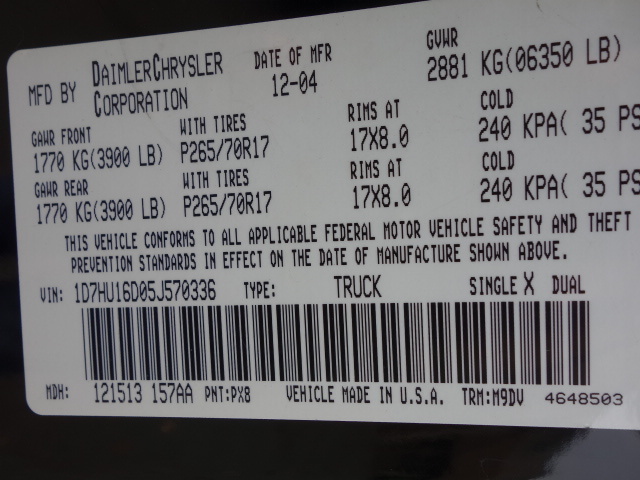 MFD BY DAIMLERCHRYSLER CORPORATION DATE OF MFR 12-04 GVWR 2881 KG(06350 LB)
GAWR FRONT WITH TIRES RIMS AT COLD
1770 KG(3900 LB) P265/70R17 17X8.0 240 KPA( 35 PS
GAWR REAR WITH TIRES RIMS AT COLD
1770 KG(3900 LB) P265/70R17 17X8.0 240 KPA( 35 PS
THIS VEHICLE CONFORMS TO ALL APPLICABLE FEDERAL MOTOR VEHICLE SAFETY AND THEFT
PREVENTION STANDARDS IN EFFECT ON THE DATE OF MANUFACTURE SHOWN ABOVE.
VIN: 1D7HU16D05J570336 TYPE: TRUCK SINGLE X DUAL
MDH: 121513 157AA PNT:PX8 VEHICLE MADE IN U.S.A. TRM:M9DV 4648503